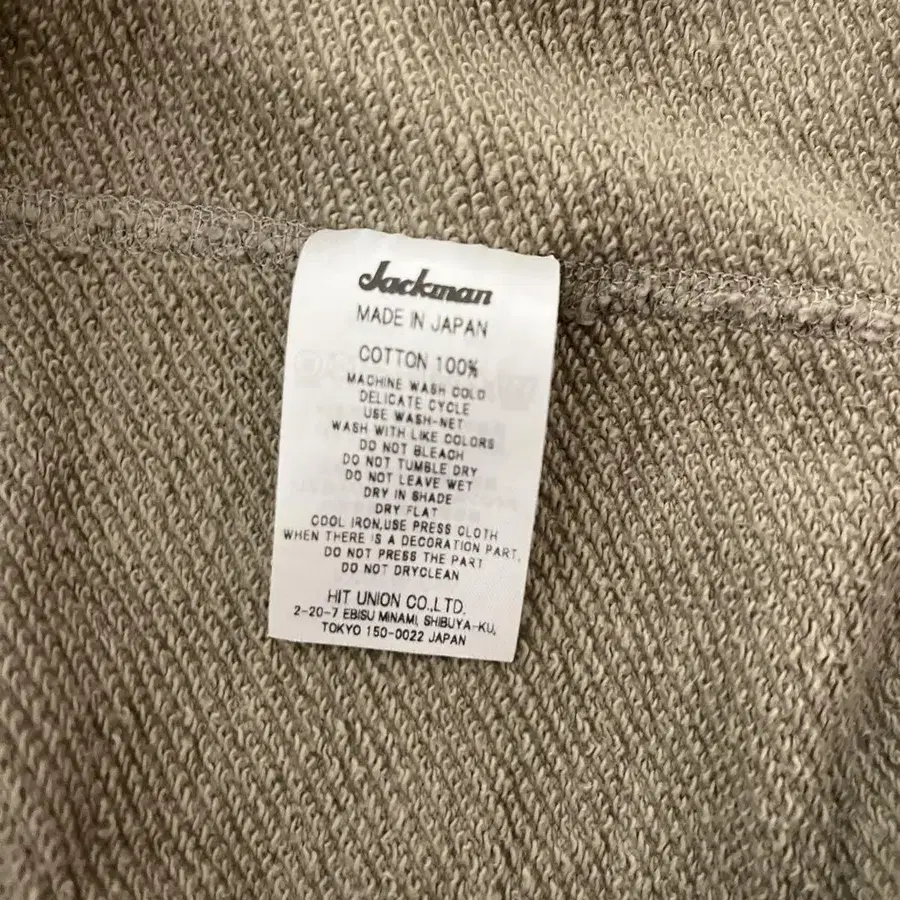 Jackman
MADE IN JAPAN
COTTON 100%
MACHINE WASH COLD
DELICATE CYCLE
USE WASH-NET
WASH WITH LIKE COLORS
DO NOT BLEACH
DO NOT TUMBLE DRY
DO NOT LEAVE WET
DRY IN SHADE
DRY FLAT
COOL IRON,USE PRESS CLOTH
WHEN THERE IS A DECORATION PART,
DO NOT PRESS THE PART
DO NOT DRYCLEAN
HIT UNION CO.,LTD.
2-20-7 EBISU MINAMI, SHIBUYA-KU,
TOKYO 150-0022 JAPAN